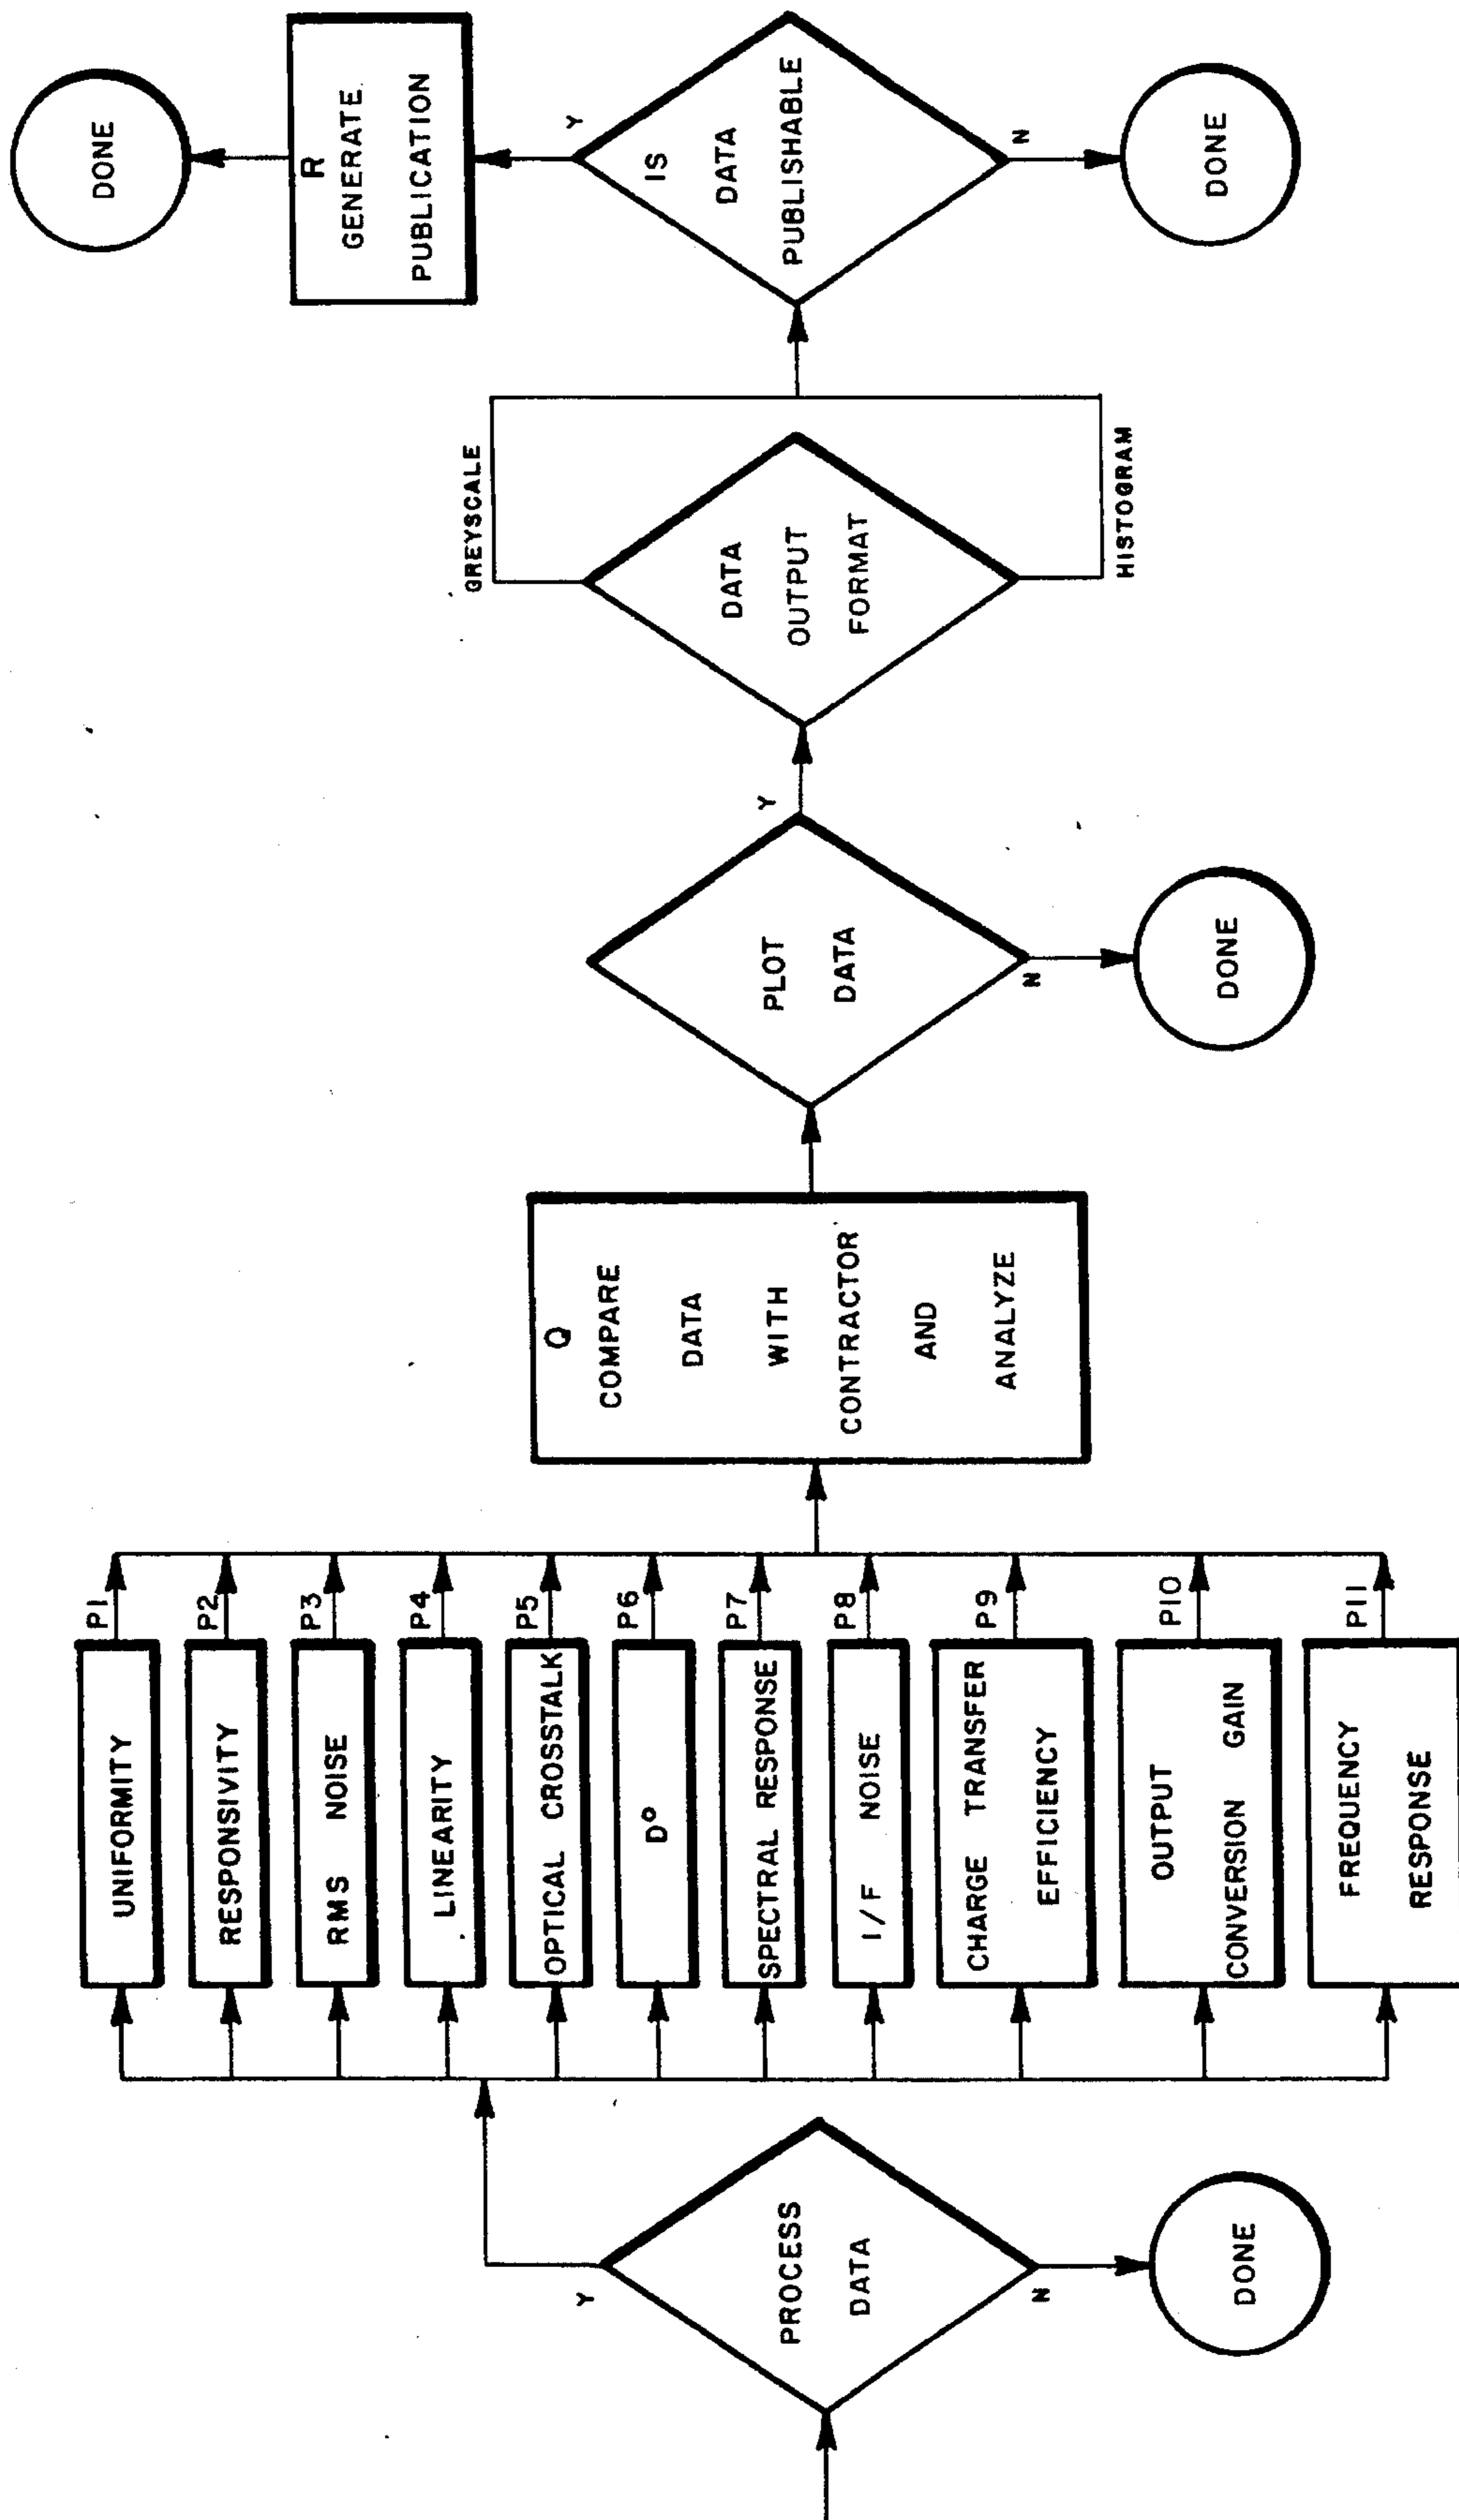 PROCESS
DATA
Y
N
DONE
UNIFORMITY
P1
RESPONSIVITY
P2
RMS NOISE
P3
LINEARITY
P4
OPTICAL CROSSTALK
P5
D°
P6
SPECTRAL RESPONSE
P7
I/F NOISE
P8
CHARGE TRANSFER
EFFICIENCY
P9
OUTPUT
CONVERSION GAIN
P10
FREQUENCY
RESPONSE
P11
Q
COMPARE
DATA
WITH
CONTRACTOR
AND
ANALYZE
PLOT
DATA
Y
N
DONE
DATA
OUTPUT
FORMAT
GREYSCALE
HISTOGRAM
IS
DATA
PUBLISHABLE
Y
N
DONE
R
GENERATE
PUBLICATION
DONE